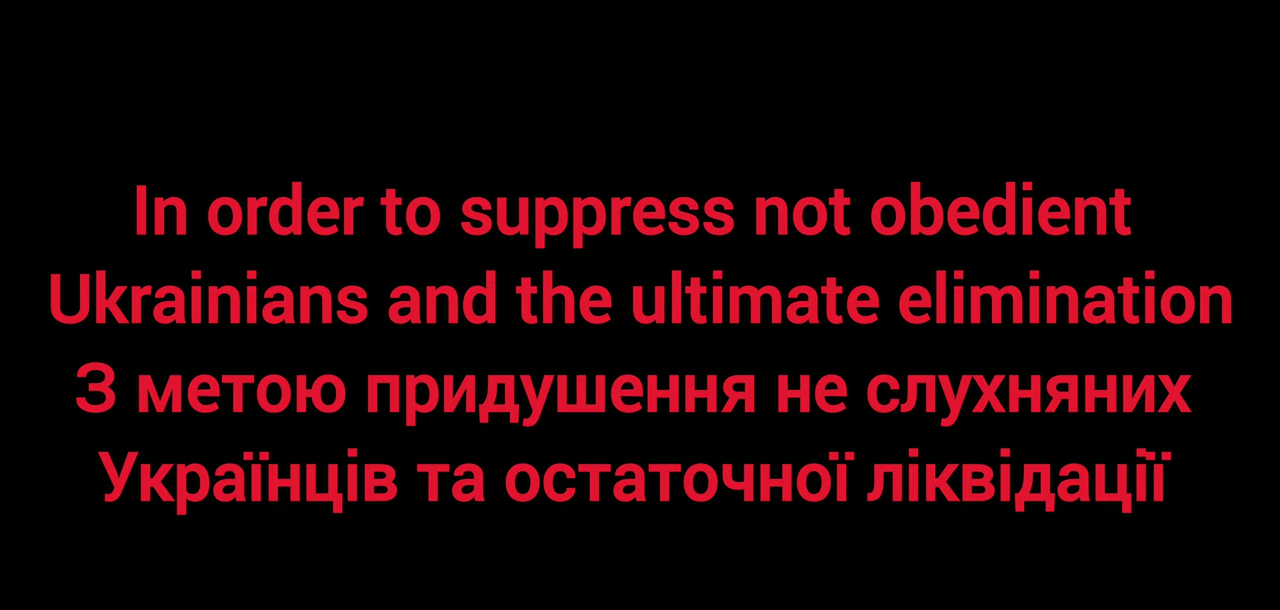 In order to suppress not obedient
Ukrainians and the ultimate elimination
З метою придушення не слухняних
Українців та остаточної ліквідації